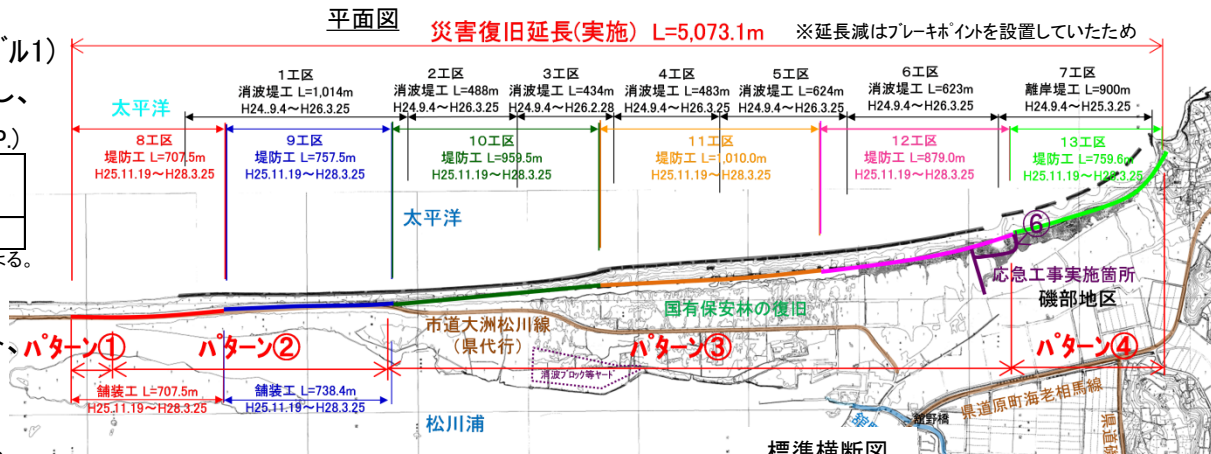 平面図
災害復旧延長(実施) L=5,073.1m
※延長減はブレーキポイントを設置していたため
ル1)
し、
P.)
よる。
太平洋
1工区
消波堤工 L=1,014m
H24.9.4～H26.3.25
2工区
消波堤工 L=488m
H24.9.4～H26.3.25
3工区
消波堤工 L=434m
H24.9.4～H26.2.28
4工区
消波堤工 L=483m
H24.9.4～H26.3.25
5工区
消波堤工 L=624m
H24.9.4～H26.3.25
6工区
消波堤工 L=623m
H24.9.4～H26.3.25
7工区
離岸堤工 L=900m
H24.9.4～H25.3.25
8工区
堤防工 L=707.5m
H25.11.19～H28.3.25
9工区
堤防工 L=757.5m
H25.11.19～H28.3.25
10工区
堤防工 L=959.5m
H25.11.19～H28.3.25
11工区
堤防工 L=1,010.0m
H25.11.19～H28.3.25
12工区
堤防工 L=879.0m
H25.11.19～H28.3.25
13工区
堤防工 L=759.6m
H25.11.19～H28.3.25
太平洋
⑥
応急工事実施箇所
磯部地区
国有保安林の復旧
市道大洲松川線
(県代行)
パターン①
パターン②
パターン③
パターン④
消波ブロック等ヤード
舗装工 L=707.5m
H25.11.19～H28.3.25
舗装工 L=738.4m
H25.11.19～H28.3.25
松川浦
県道原町海老相馬線
県道
標準横断図